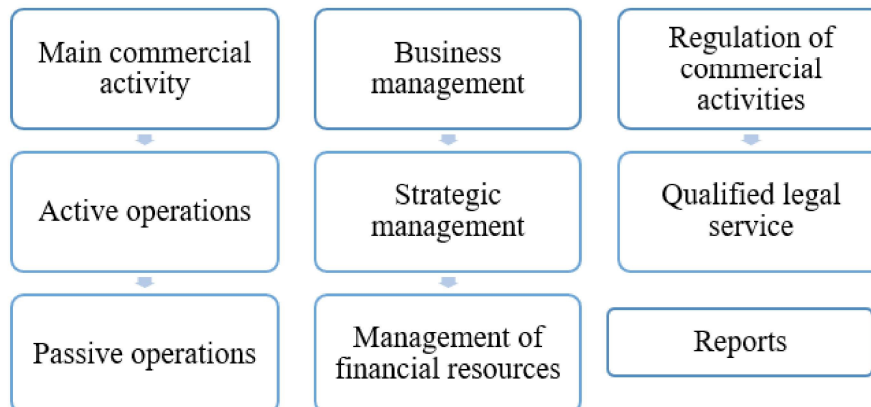 Main commercial
activity
Business
management
Regulation of
commercial
activities
Active operations
Strategic
management
Qualified legal
service
Passive operations
Management of
financial resources
Reports